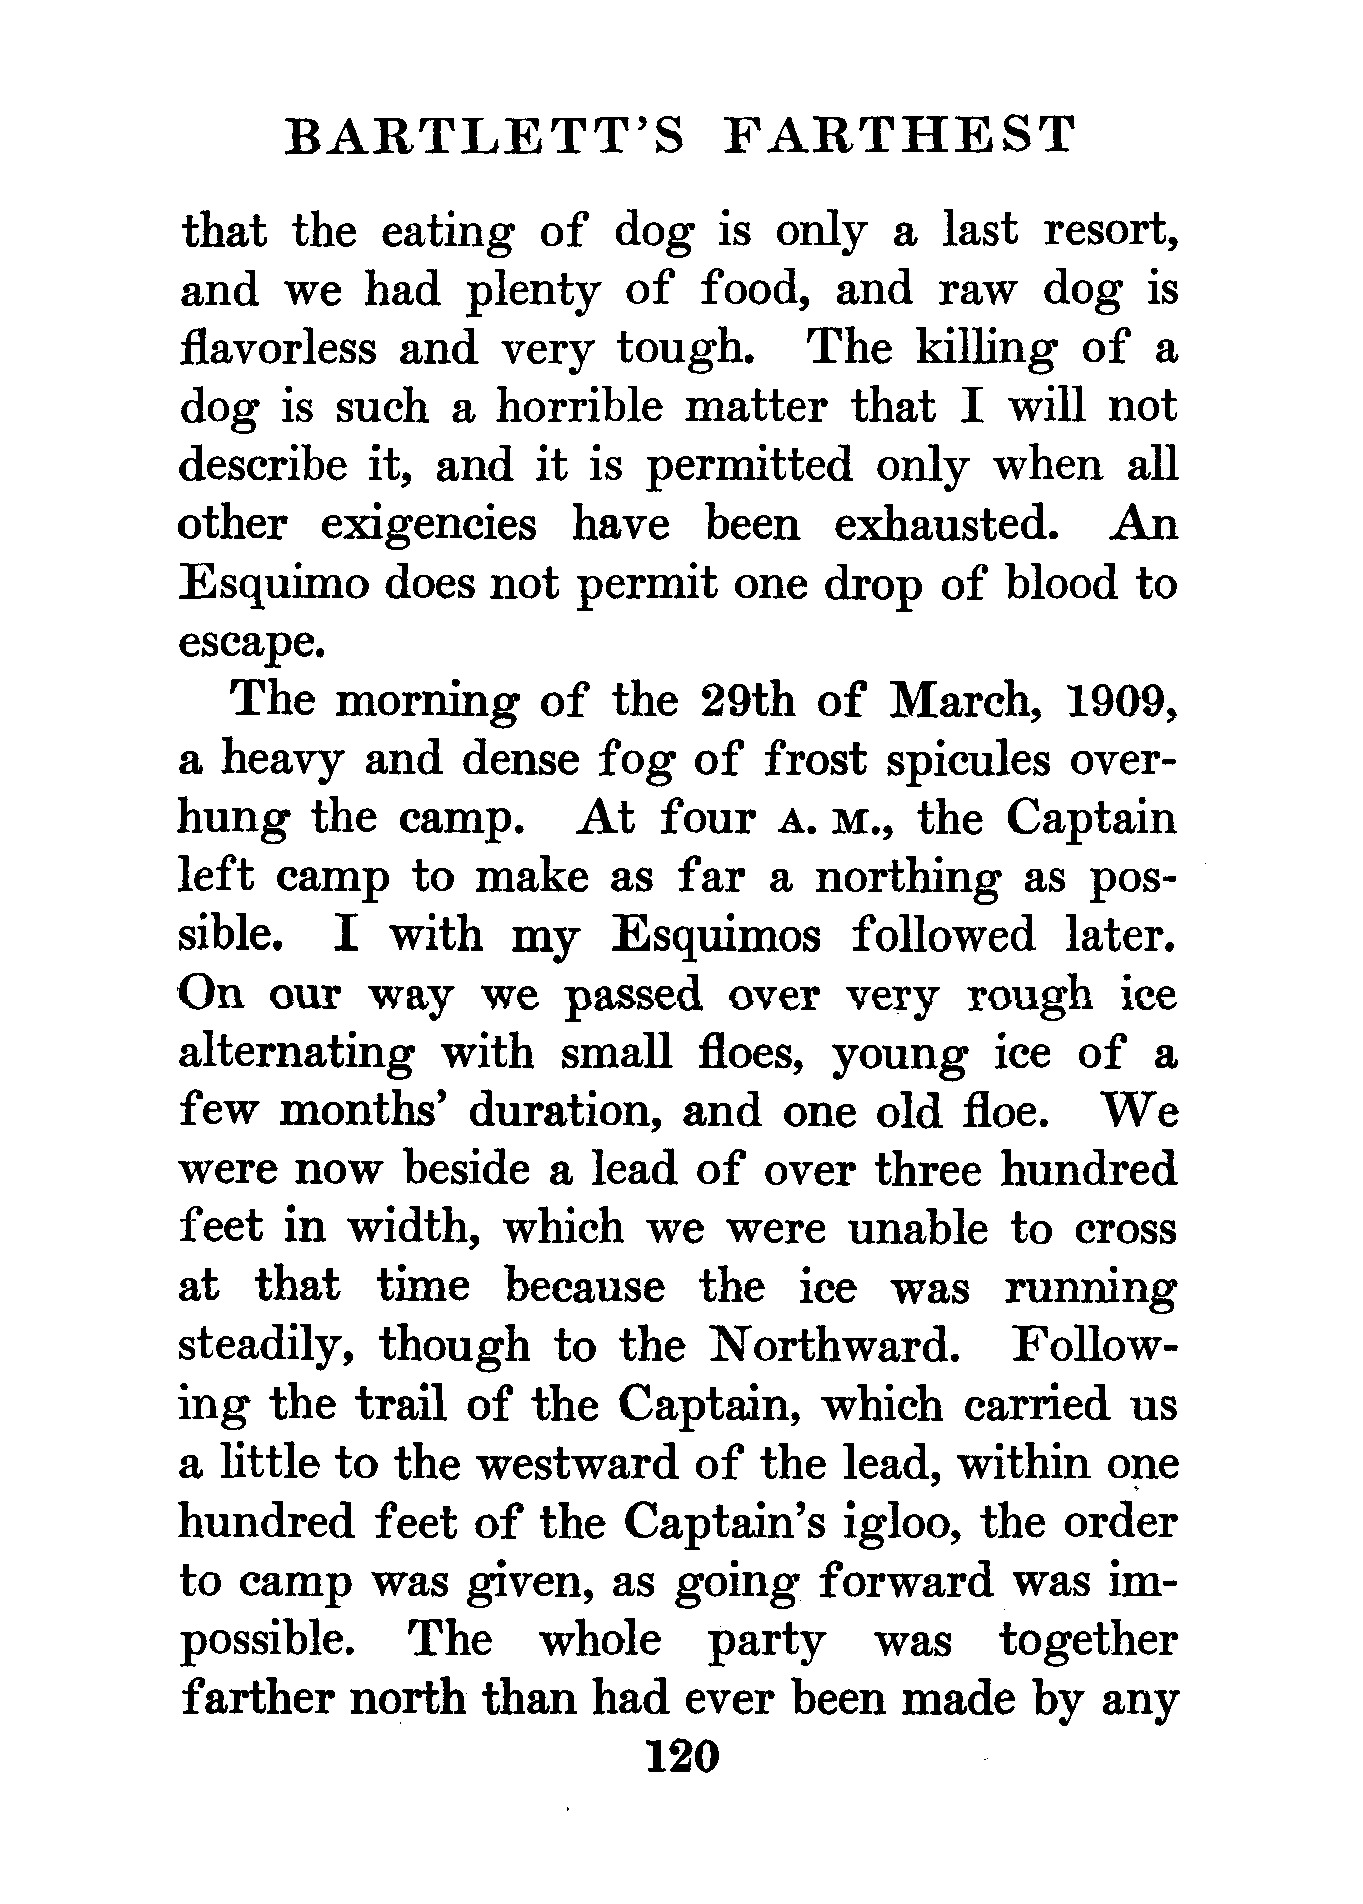 BARTLETT'S FARTHEST
that the eating of dog is only a last resort,
and we had plenty of food, and raw dog is
flavorless and very tough. The killing of a
dog is such a horrible matter that I will not
describe it, and it is permitted only when all
other exigencies have been exhausted. An
Esquimo does not permit one drop of blood to
escape.
The morning of the 29th of March, 1909,
a heavy and dense fog of frost spicules over-
hung the camp. At four A. M., the Captain
left camp to make as far a northing as pos-
sible. I with my Esquimos followed later.
On our way we passed over very rough ice
alternating with small floes, young ice of a
few months' duration, and one old floe. We
were now beside a lead of over three hundred
feet in width, which we were unable to cross
at that time because the ice was running
steadily, though to the Northward. Follow-
ing the trail of the Captain, which carried us
a little to the westward of the lead, within one
hundred feet of the Captain's igloo, the order
to camp was given, as going forward was im-
possible. The whole party was together
farther north than had ever been made by any
120